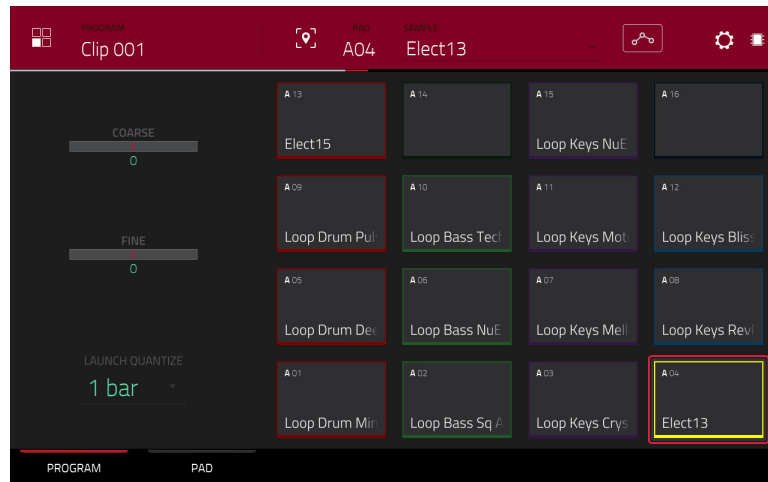 PROGRAM
Clip 001
PAD
A04
SAMPLE
Elect13
COARSE
0
FINE
0
LAUNCH QUANTIZE
1 bar
A 13
Elect15
A 14
A 15
Loop Keys NuE
A 16
A 09
Loop Drum Pul
A 10
Loop Bass Tech
A 11
Loop Keys Mot
A 12
Loop Keys Bliss
A 05
Loop Drum Dee
A 06
Loop Bass NuE
A 07
Loop Keys Mell
A 08
Loop Keys Rev
A 01
Loop Drum Min
A 02
Loop Bass Sq A
A 03
Loop Keys Crys
A 04
Elect13
PROGRAM
PAD